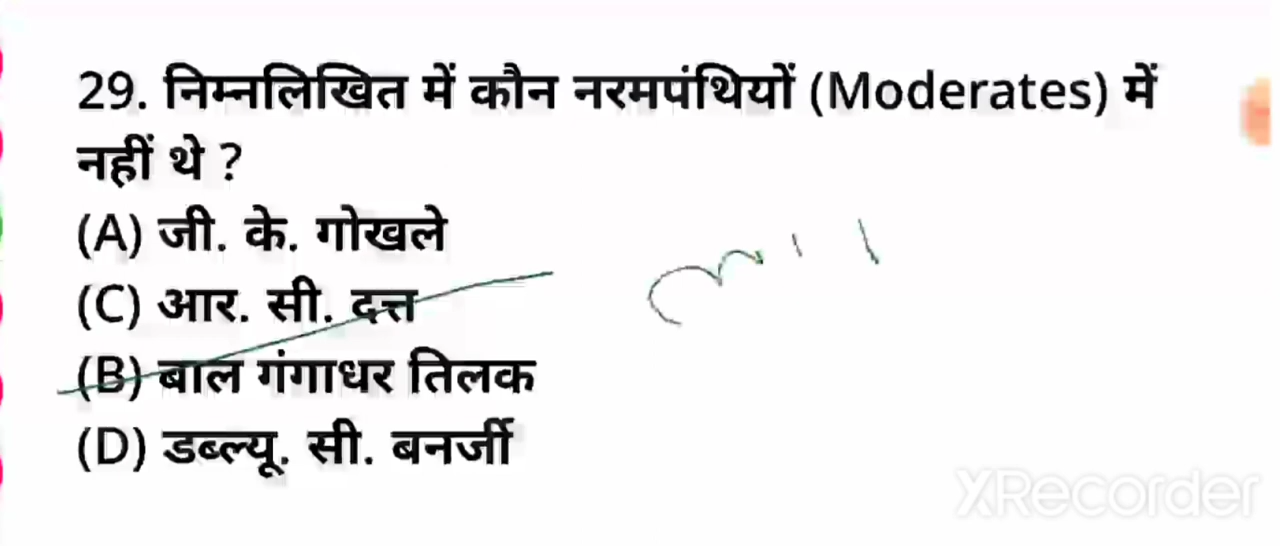 29. निम्नलिखित में कौन नरमपंथियों (Moderates) में
नहीं थे ?
(A) जी. के. गोखले
(C) आर. सी. दत्त
(B) बाल गंगाधर तिलक
(D) डब्ल्यू. सी. बनर्जी
XRecorder